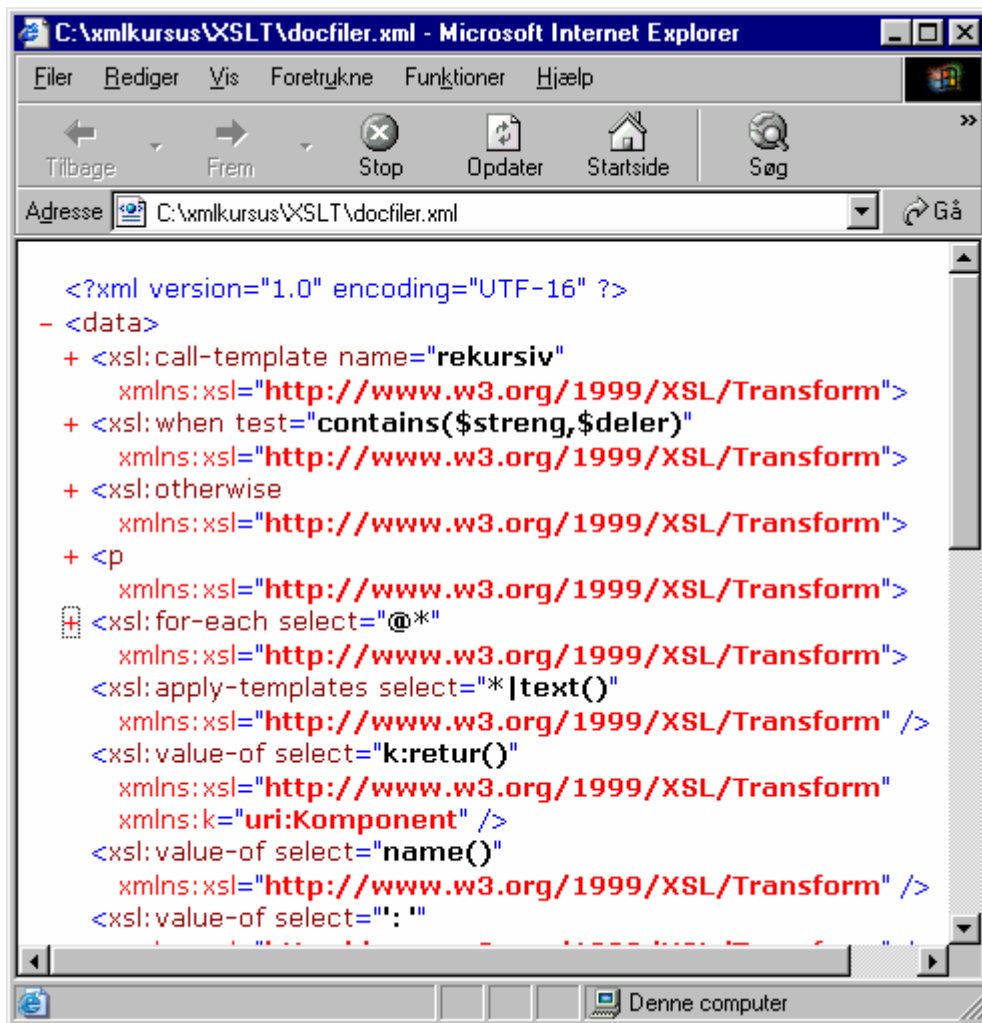 C:\xmlkursus\XSLT\docfiler.xml - Microsoft Internet Explorer
Filer Rediger Vis Foretrukne Funktioner Hjælp
Tilbage Frem Stop Opdater Startside Søg »
Adresse C:\xmlkursus\XSLT\docfiler.xml Gå
<?xml version="1.0" encoding="UTF-16" ?>
- <data>
+ <xsl:call-template name="rekursiv"
xmlns:xsl="http://www.w3.org/1999/XSL/Transform">
+ <xsl:when test="contains($streng,$deler)"
xmlns:xsl="http://www.w3.org/1999/XSL/Transform">
+ <xsl:otherwise
xmlns:xsl="http://www.w3.org/1999/XSL/Transform">
+ <p
xmlns:xsl="http://www.w3.org/1999/XSL/Transform">
+ <xsl:for-each select="@*"
xmlns:xsl="http://www.w3.org/1999/XSL/Transform">
<xsl:apply-templates select="*|text()"
xmlns:xsl="http://www.w3.org/1999/XSL/Transform" />
<xsl:value-of select="k:retur()"
xmlns:xsl="http://www.w3.org/1999/XSL/Transform"
xmlns:k="uri:Komponent" />
<xsl:value-of select="name()"
xmlns:xsl="http://www.w3.org/1999/XSL/Transform" />
<xsl:value-of select="': '"
Denne computer